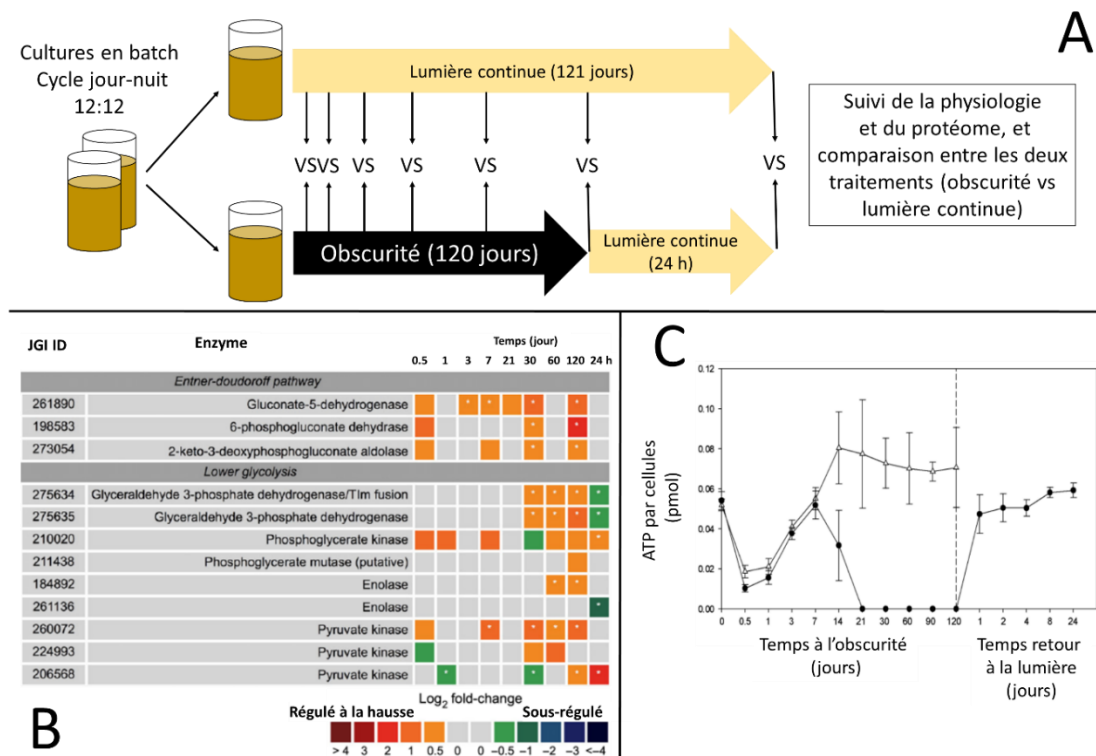 A
Cultures en batch
Cycle jour-nuit
12:12
Lumière continue (121 jours)
VS VS VS VS VS VS VS
Obscurité (120 jours)
Lumière continue
(24 h)
Suivi de la physiologie
et du protéome, et
comparaison entre les deux
traitements (obscurité vs
lumière continue)
JGI ID Enzyme Temps (jour)
0.5 1 3 7 21 30 60 120 24 h
Entner-doudoroff pathway
261890 Gluconate-5-dehydrogenase
198583 6-phosphogluconate dehydrase
273054 2-keto-3-deoxyphosphogluconate aldolase
Lower glycolysis
275634 Glyceraldehyde 3-phosphate dehydrogenase/TIm fusion
275635 Glyceraldehyde 3-phosphate dehydrogenase
210020 Phosphoglycerate kinase
211438 Phosphoglycerate mutase (putative)
184892 Enolase
261136 Enolase
260072 Pyruvate kinase
224993 Pyruvate kinase
206568 Pyruvate kinase
Log2 fold-change
Régulé à la hausse Sous-régulé
> 4 3 2 1 0.5 0 0 –0.5 –1 –2 –3 <–4
B
C
ATP par cellules
(pmol)
0.12
0.10
0.08
0.06
0.04
0.02
0.00
0 0.5 1 3 7 14 21 30 60 90 120 1 2 4 8 24
Temps à l'obscurité
(jours)
Temps retour
à la lumière
(jours)